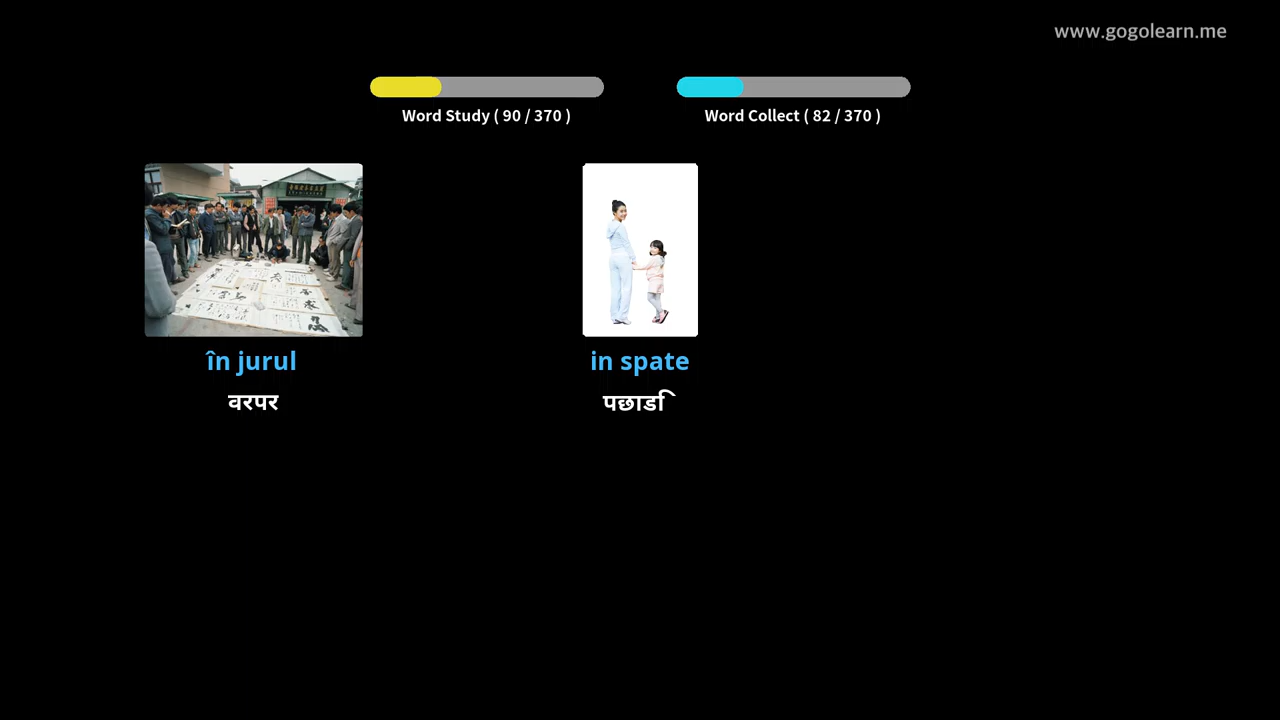 www.gogolearn.me
Word Study ( 90 / 370 )
Word Collect ( 82 / 370 )
în jurul
in spate
वरपर
पछाडि